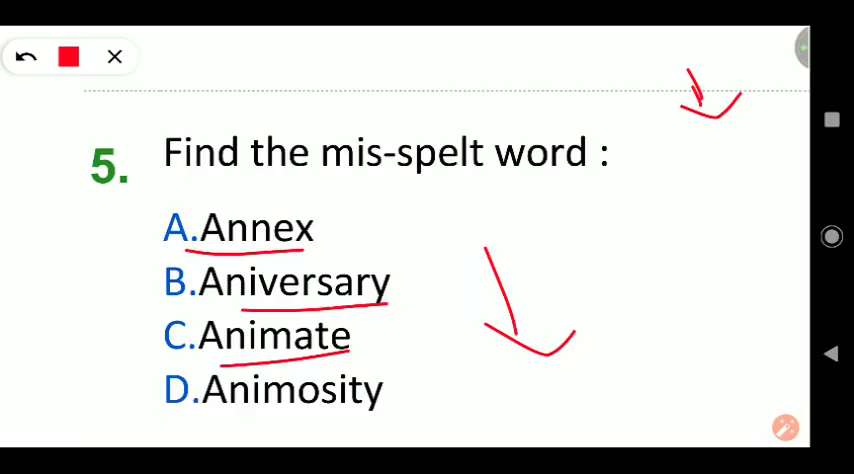 5. Find the mis-spelt word :
A.Annex
B.Aniversary
C.Animate
D.Animosity